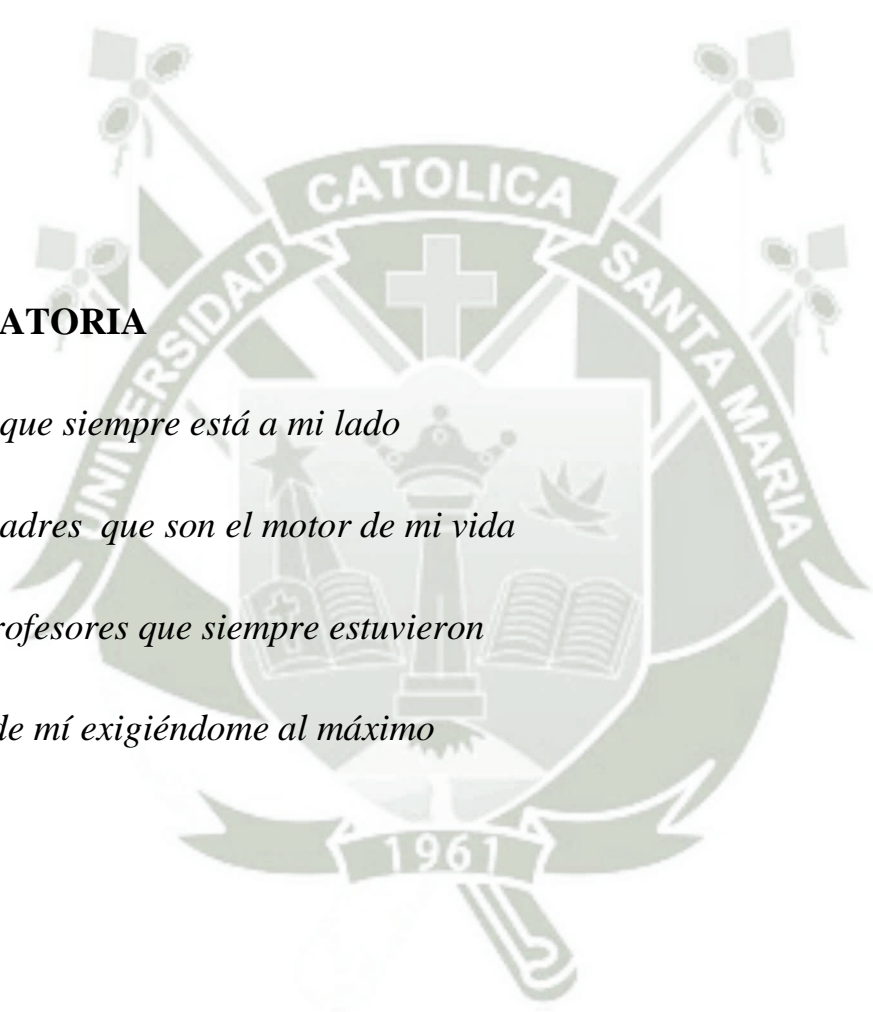 CATOLICA
UNIVERSIDAD
SANTA MARIA
ATORIA
que siempre está a mi lado
adres que son el motor de mi vida
rofesores que siempre estuvieron
de mí exigiéndome al máximo
1961